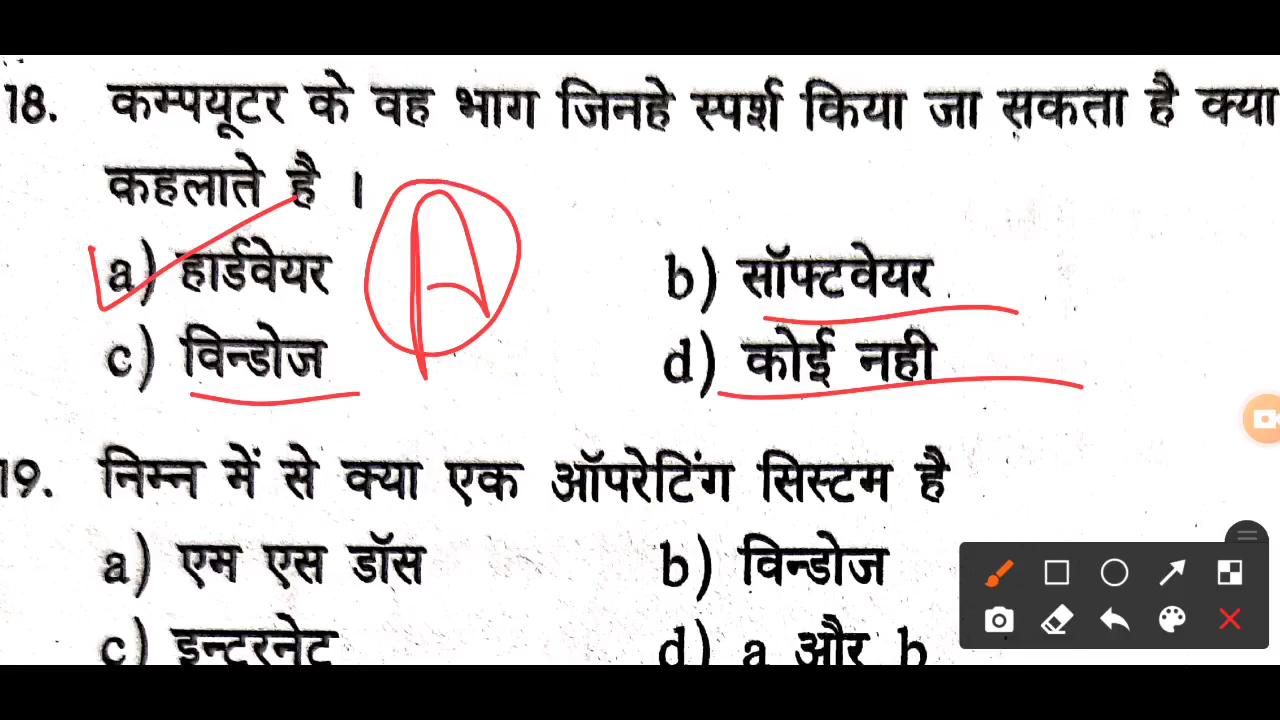 18. कम्पयूटर के वह भाग जिनहे स्पर्श किया जा सकता है क्या
कहलाते है ।
a) हार्डवेयर
A
b) सॉफ्टवेयर
c) विन्डोज
d) कोई नही
19. निम्न में से क्या एक ऑपरेटिंग सिस्टम है
a) एम एस डॉस
b) विन्डोज
c) इन्टरनेट
d) a और b